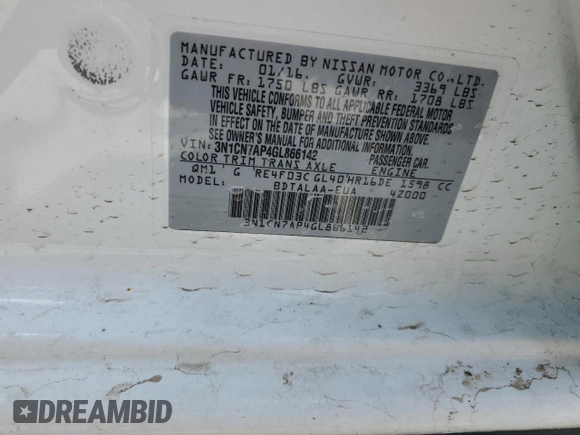 MANUFACTURED BY NISSAN MOTOR CO., LTD.
DATE: 01/16. GVWR: 3369 LBS
GAWR FR: 1750 LBS GAWR RR: 1708 LBS
THIS VEHICLE CONFORMS TO ALL APPLICABLE FEDERAL MOTOR
VEHICLE SAFETY, BUMPER AND THEFT PREVENTION STANDARDS
IN EFFECT ON THE DATE OF MANUFACTURE SHOWN ABOVE.
SEE OWNER'S MANUAL FOR ADDITIONAL INFORMATION
VIN: 3N1CN7AP4GL866142 PASSENGER CAR
COLOR TRIM TRANS AXLE ENGINE
QM1 G RE4F03C GL40 HR16DE 1598 CC
MODEL: BDTALAA-EUA 4Z000 -
3N1CN7AP4GL866142
DREAMBID